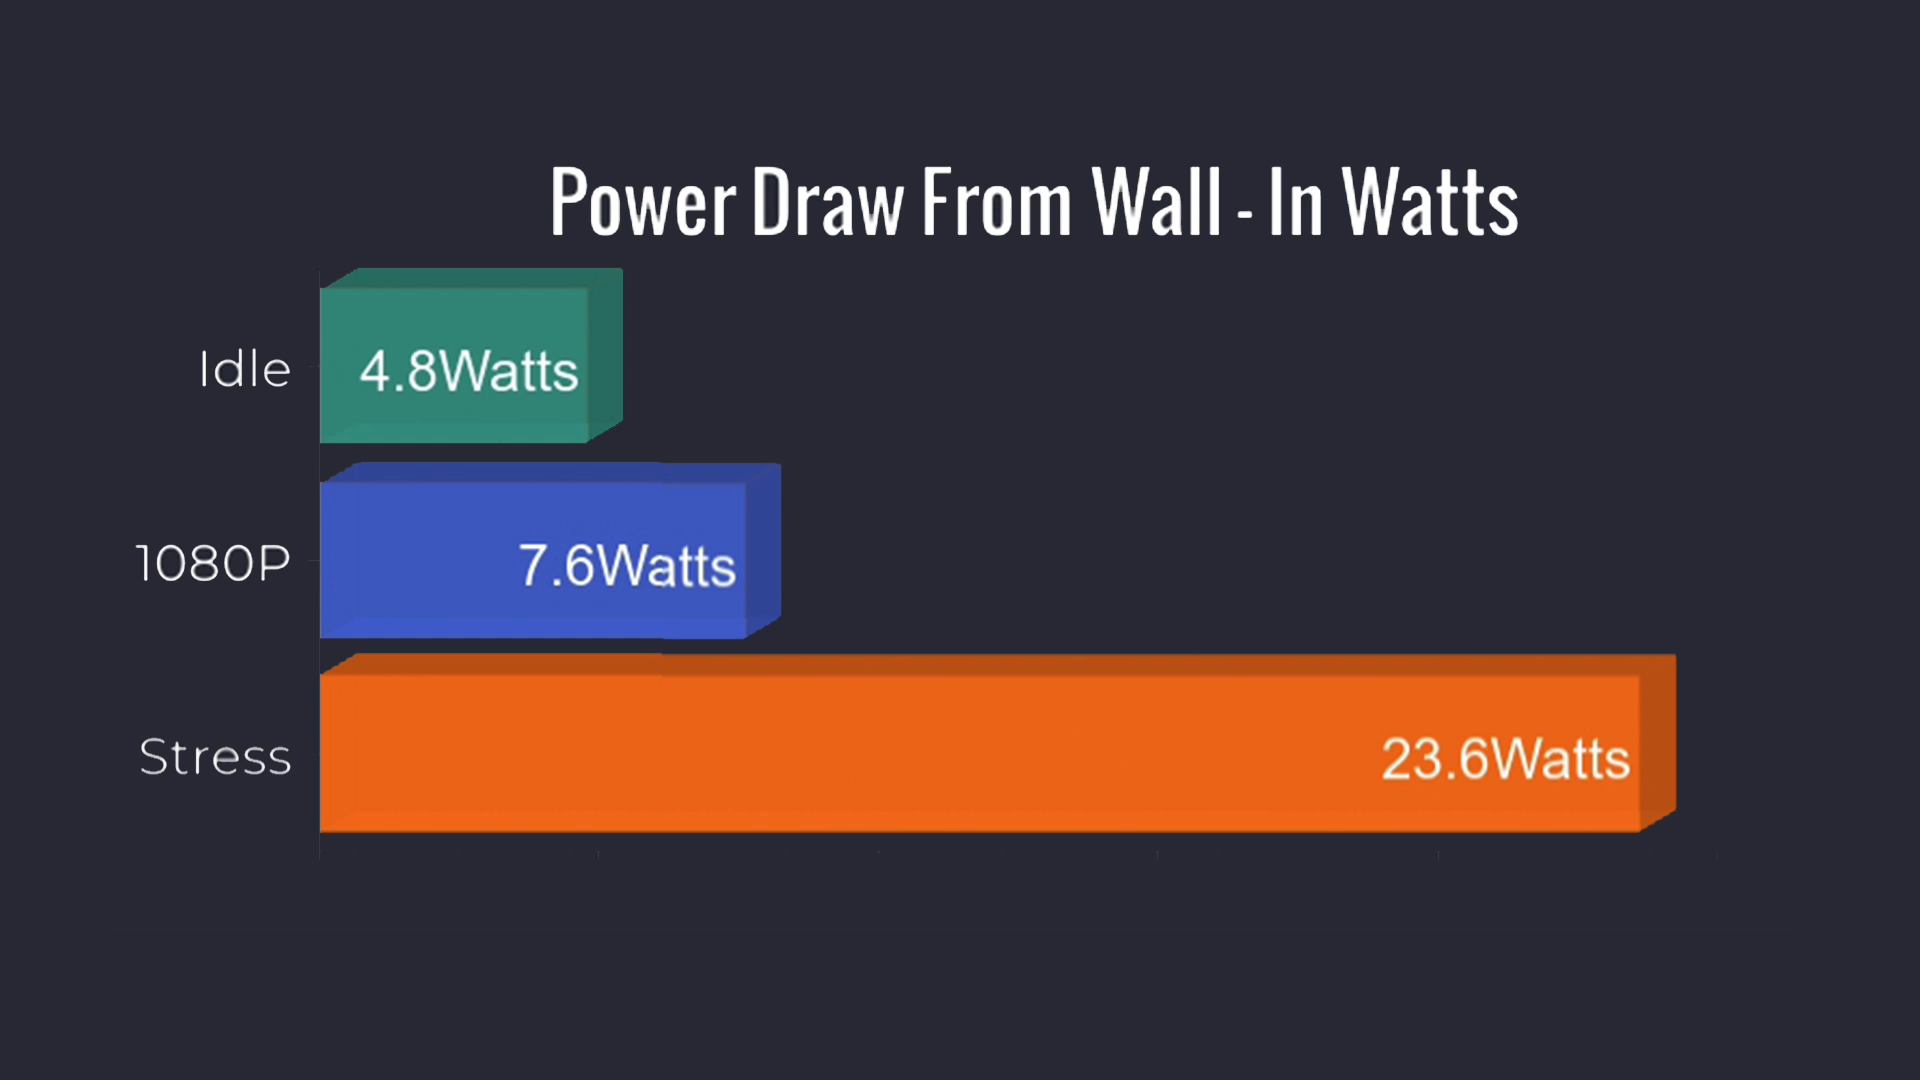 Power Draw From Wall - In Watts
Idle
4.8Watts
1080P
7.6Watts
Stress
23.6Watts